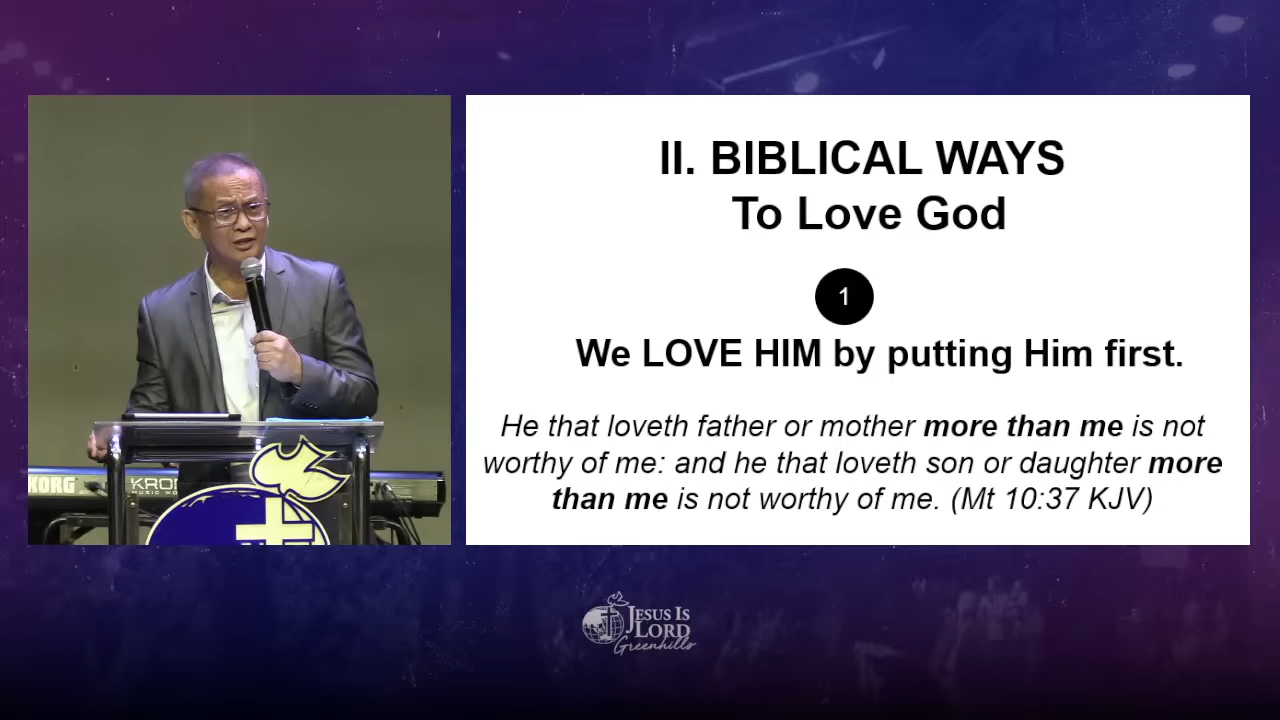 II. BIBLICAL WAYS
To Love God
1
We LOVE HIM by putting Him first.
He that loveth father or mother more than me is not
worthy of me: and he that loveth son or daughter more
than me is not worthy of me. (Mt 10:37 KJV)
KORG
KRO
MUSIC WO
JESUS IS
LORD
Greenhills